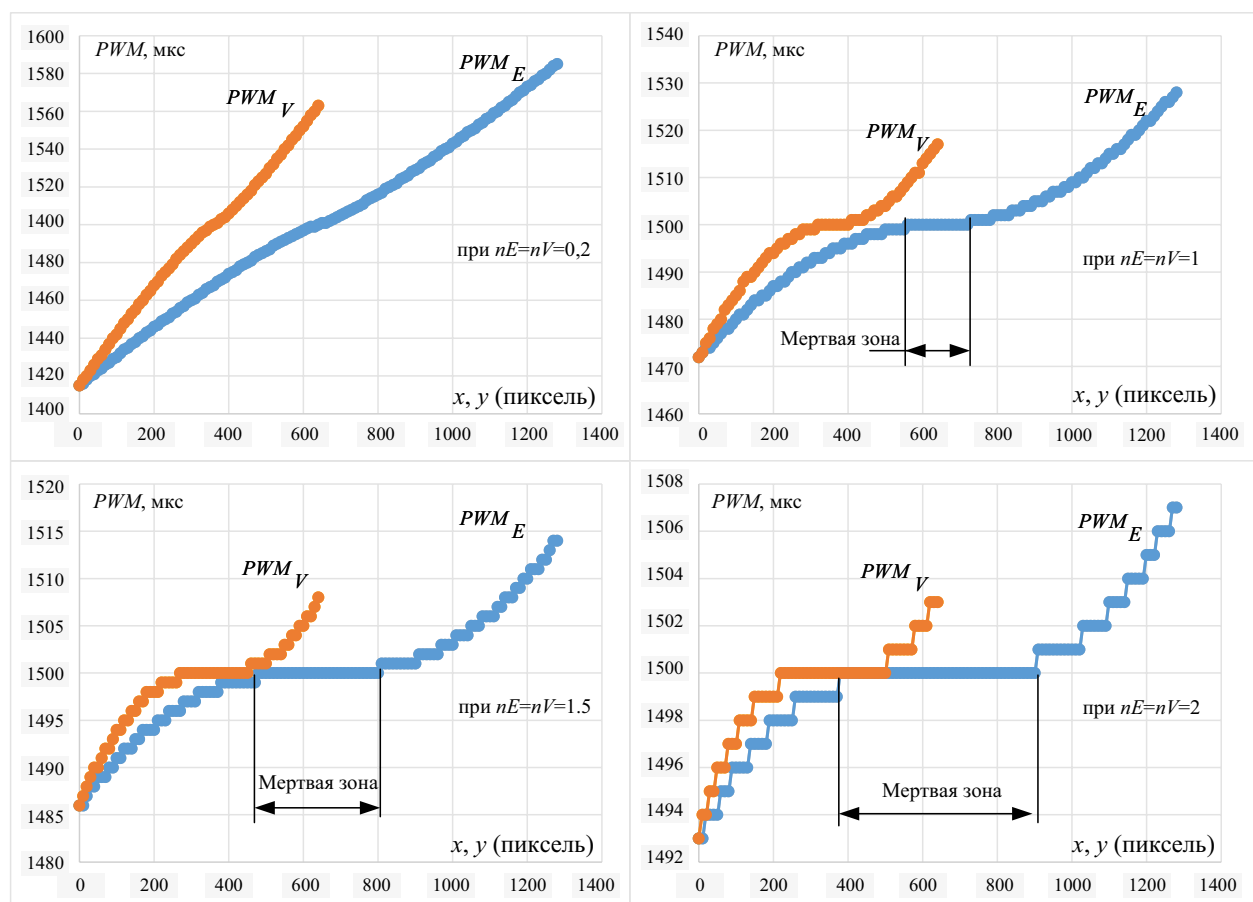 1600
PWM, мкс
1580
PWM E
PWM V
1560
1540
1520
1400
при nE=nV=0,2
1480
1460
1440
1420
x, y (пиксель)
1400
0 200 400 600 800 1000 1200 1400
1540
PWM, мкс
1530
PWM E
PWM V
1520
1510
1500
при nE=nV=1
1490
1480
Мертвая зона
1470
x, y (пиксель)
1460
0 200 400 600 800 1000 1200 1400
1520
PWM, мкс
1515
PWM E
PWM V
1510
1505
1500
при nE=nV=1.5
1495
1490
Мертвая зона
1485
x, y (пиксель)
1480
0 200 400 600 800 1000 1200 1400
1508
PWM, мкс
1506
PWM E
1504
PWM V
1502
1500
при nE=nV=2
1498
1496
Мертвая зона
1494
x, y (пиксель)
1492
0 200 400 600 800 1000 1200 1400